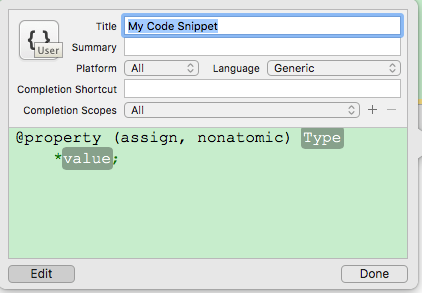 Title My Code Snippet
{ }
User
Summary
Platform All Language Generic
Completion Shortcut
Completion Scopes All + −
@property (assign, nonatomic) Type
*value;
Edit Done